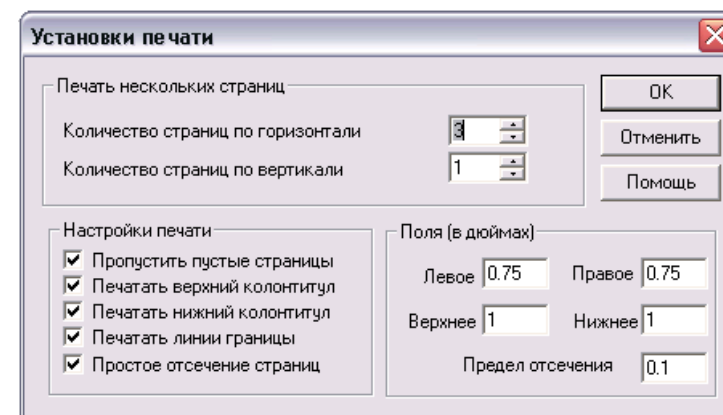 Установки печати
Печать нескольких страниц
Количество страниц по горизонтали 3
Количество страниц по вертикали 1
OK
Отменить
Помощь
Настройки печати
Пропустить пустые страницы
Печатать верхний колонтитул
Печатать нижний колонтитул
Печатать линии границы
Простое отсечение страниц
Поля (в дюймах)
Левое 0.75 Правое 0.75
Верхнее 1 Нижнее 1
Предел отсечения 0.1